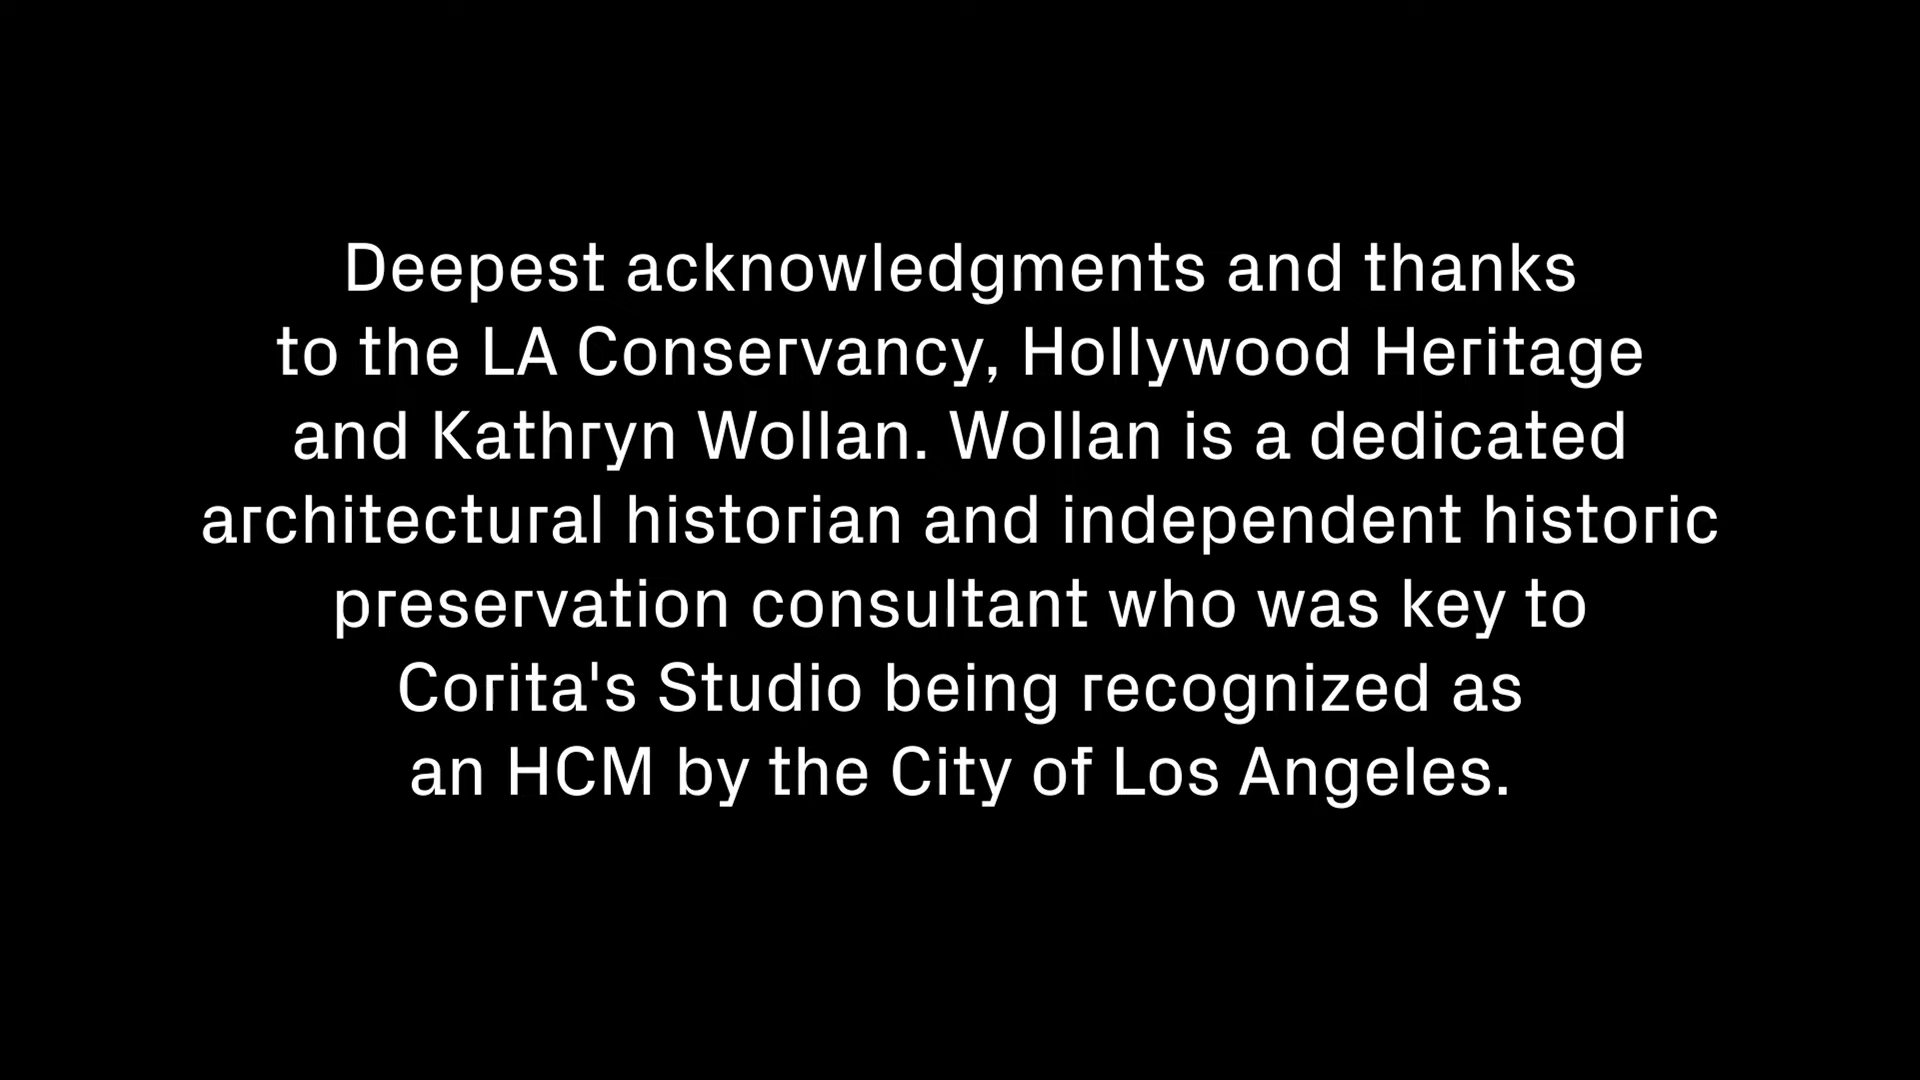 Deepest acknowledgments and thanks
to the LA Conservancy, Hollywood Heritage
and Kathryn Wollan. Wollan is a dedicated
architectural historian and independent historic
preservation consultant who was key to
Corita's Studio being recognized as
an HCM by the City of Los Angeles.